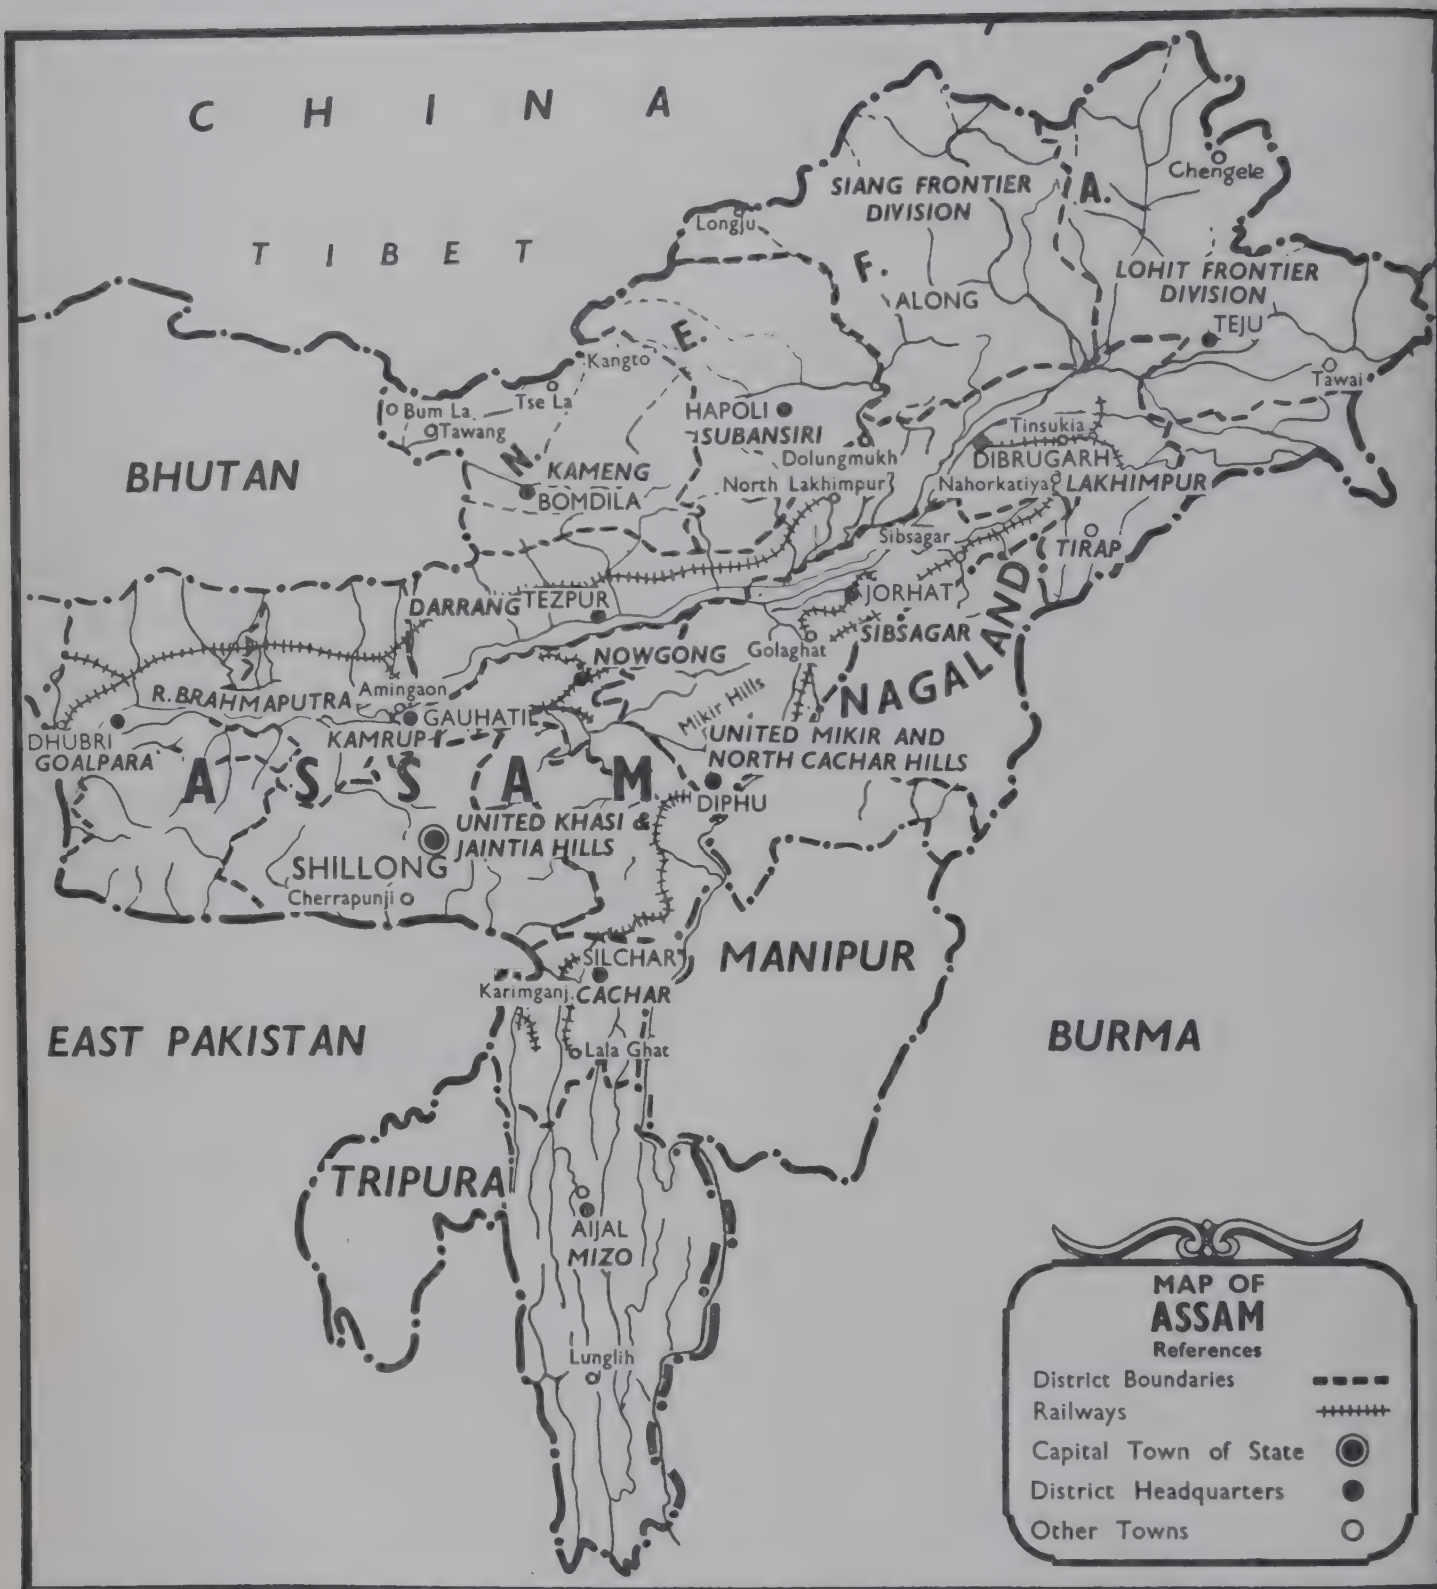 C H I N A
T I B E T
BHUTAN
N. E. F. A.
SIANG FRONTIER
DIVISION
Chengele
Longju
LOHIT FRONTIER
DIVISION
ALONG
TEJU
Kangto
Tawai
Tse La
Bum La
Tawang
HAPOLI
SUBANSIRI
Tinsukia
Dolungmukh
DIBRUGARH
KAMENG
BOMDILA
North Lakhimpur
Nahorkatiya
LAKHIMPUR
Sibsagar
TIRAP
DARRANG
TEZPUR
JORHAT
SIBSAGAR
NAGALAND
Golaghat
NOWGONG
R. BRAHMAPUTRA
Amingaon
GAUHATI
Mikir Hills
DHUBRI
GOALPARA
KAMRUP
UNITED MIKIR AND
NORTH CACHAR HILLS
A S S A M
DIPHU
UNITED KHASI &
JAINTIA HILLS
SHILLONG
Cherrapunji
SILCHAR
MANIPUR
Karimganj
CACHAR
EAST PAKISTAN
BURMA
Lala Ghat
TRIPURA
AIJAL
MIZO
Lunglih
MAP OF
ASSAM
References
District Boundaries
Railways
Capital Town of State
District Headquarters
Other Towns